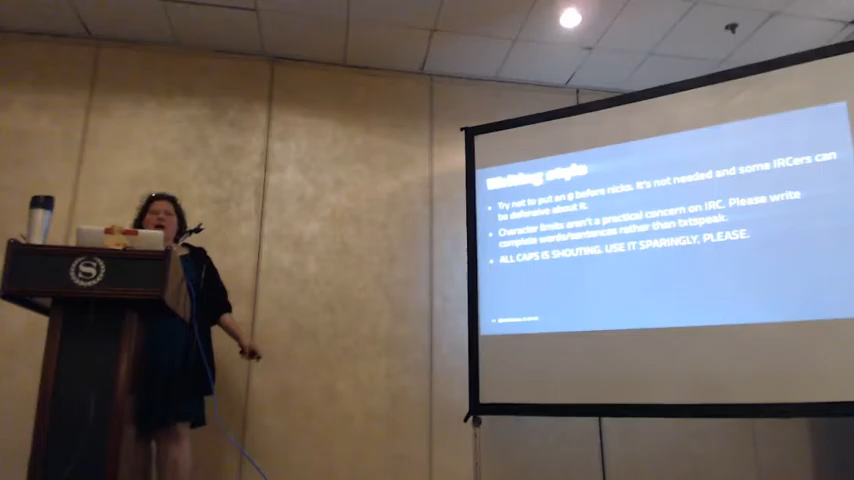 Writing style
Try not to put an @ before nicks. It's not needed and some IRCers can
be defensive about it.
Character limits aren't a practical concern on IRC. Please write
complete words/sentences rather than txtspeak.
ALL CAPS IS SHOUTING. USE IT SPARINGLY, PLEASE.
S